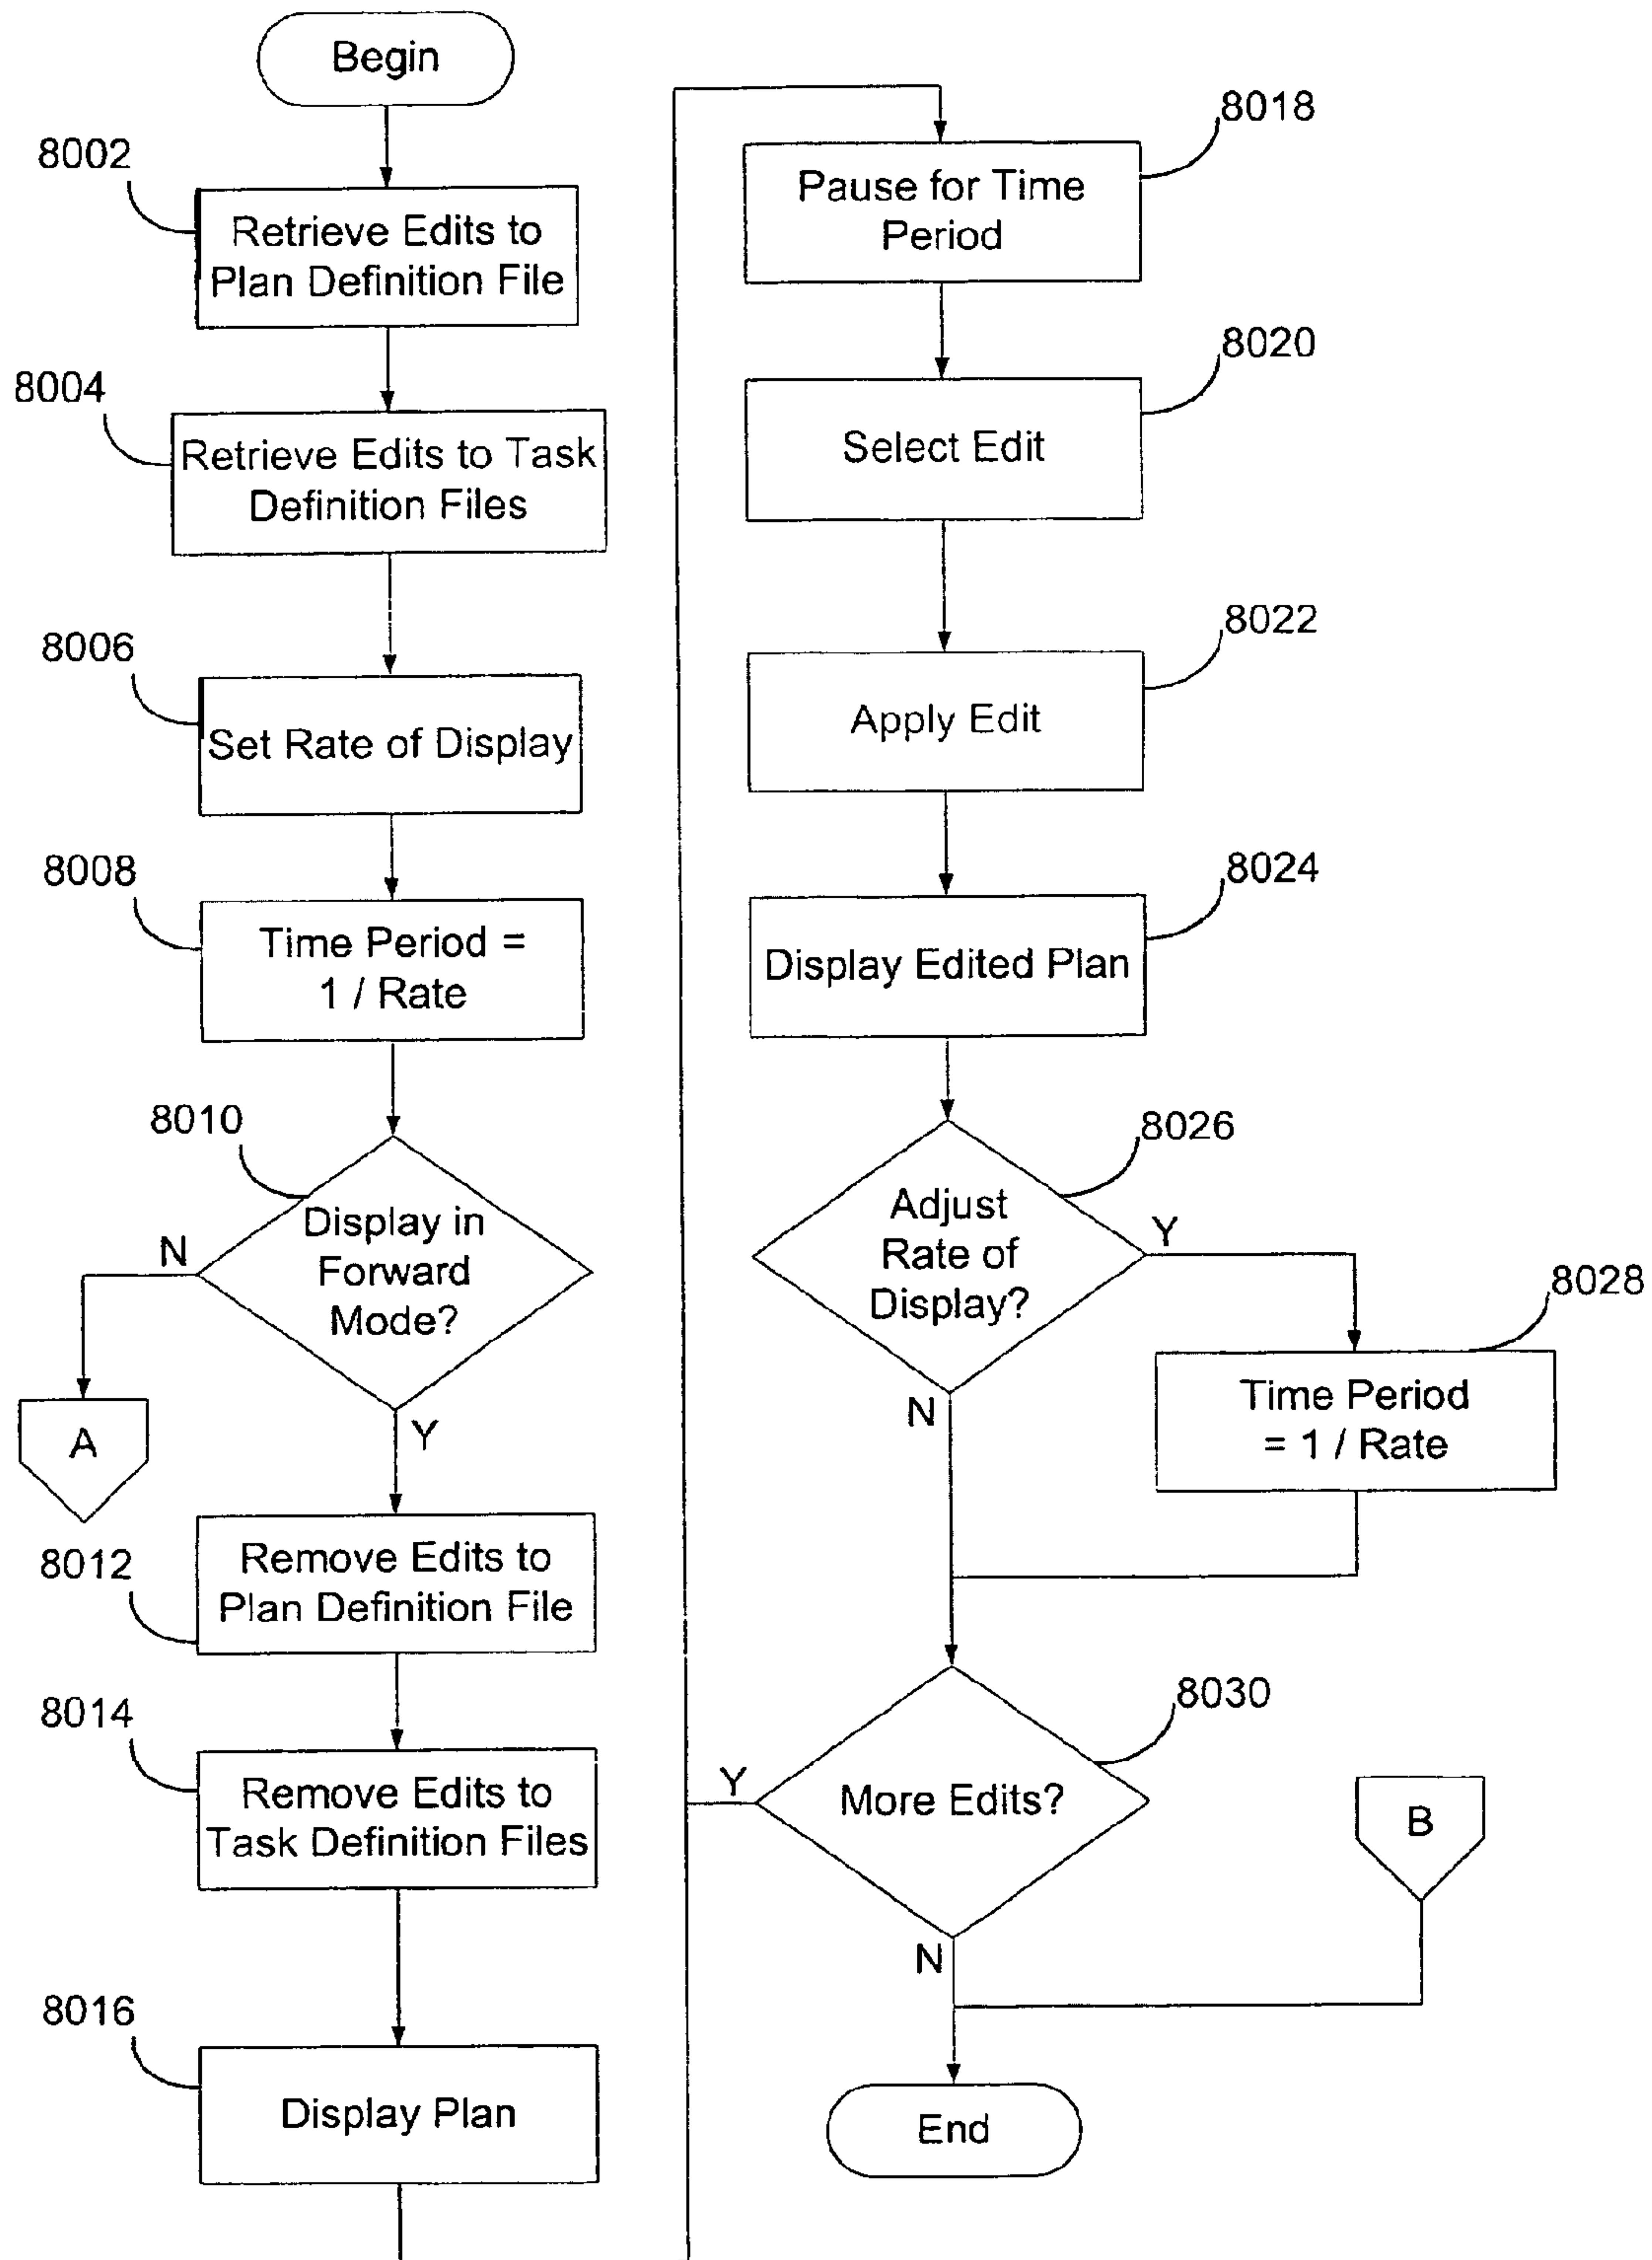 Begin
8002
Retrieve Edits to
Plan Definition File
8004
Retrieve Edits to Task
Definition Files
8006
Set Rate of Display
8008
Time Period =
1 / Rate
8010
Display in
Forward
Mode?
N
A
Y
8012
Remove Edits to
Plan Definition File
8014
Remove Edits to
Task Definition Files
8016
Display Plan
8018
Pause for Time
Period
8020
Select Edit
8022
Apply Edit
8024
Display Edited Plan
8026
Adjust
Rate of
Display?
Y
8028
Time Period
= 1 / Rate
N
8030
More Edits?
Y
B
N
End